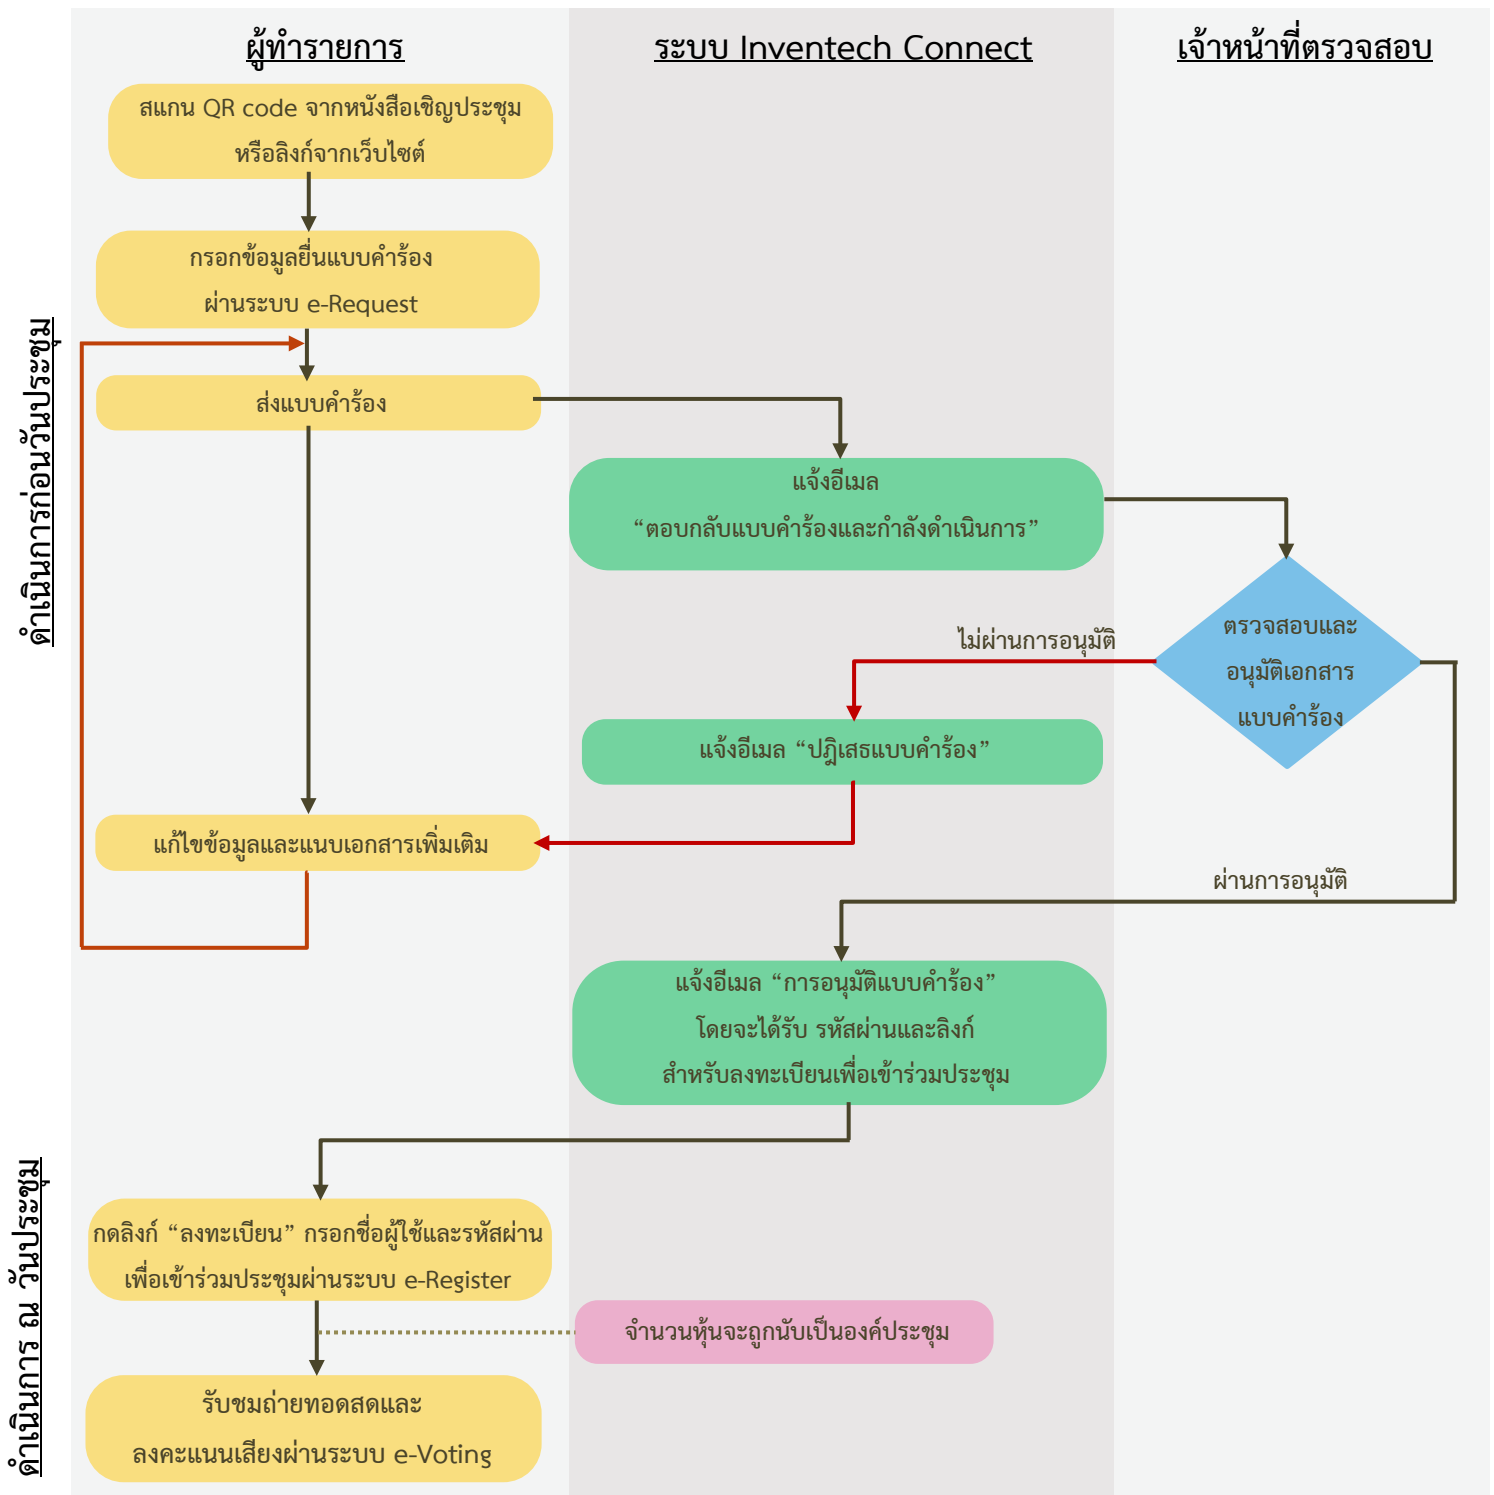 ผู้ทำรายการ
ระบบ Inventech Connect
เจ้าหน้าที่ตรวจสอบ
ดำเนินการก่อนวันประชุม
สแกน QR code จากหนังสือเชิญประชุม
หรือลิงก์จากเว็บไซต์
กรอกข้อมูลยื่นแบบคำร้อง
ผ่านระบบ e-Request
ส่งแบบคำร้อง
แจ้งอีเมล
“ตอบกลับแบบคำร้องและกำลังดำเนินการ”
ตรวจสอบและ
อนุมัติเอกสาร
แบบคำร้อง
ไม่ผ่านการอนุมัติ
แจ้งอีเมล “ปฎิเสธแบบคำร้อง”
แก้ไขข้อมูลและแนบเอกสารเพิ่มเติม
ผ่านการอนุมัติ
แจ้งอีเมล “การอนุมัติแบบคำร้อง”
โดยจะได้รับ รหัสผ่านและลิงก์
สำหรับลงทะเบียนเพื่อเข้าร่วมประชุม
ดำเนินการ ณ วันประชุม
กดลิงก์ “ลงทะเบียน” กรอกชื่อผู้ใช้และรหัสผ่าน
เพื่อเข้าร่วมประชุมผ่านระบบ e-Register
จำนวนหุ้นจะถูกนับเป็นองค์ประชุม
รับชมถ่ายทอดสดและ
ลงคะแนนเสียงผ่านระบบ e-Voting